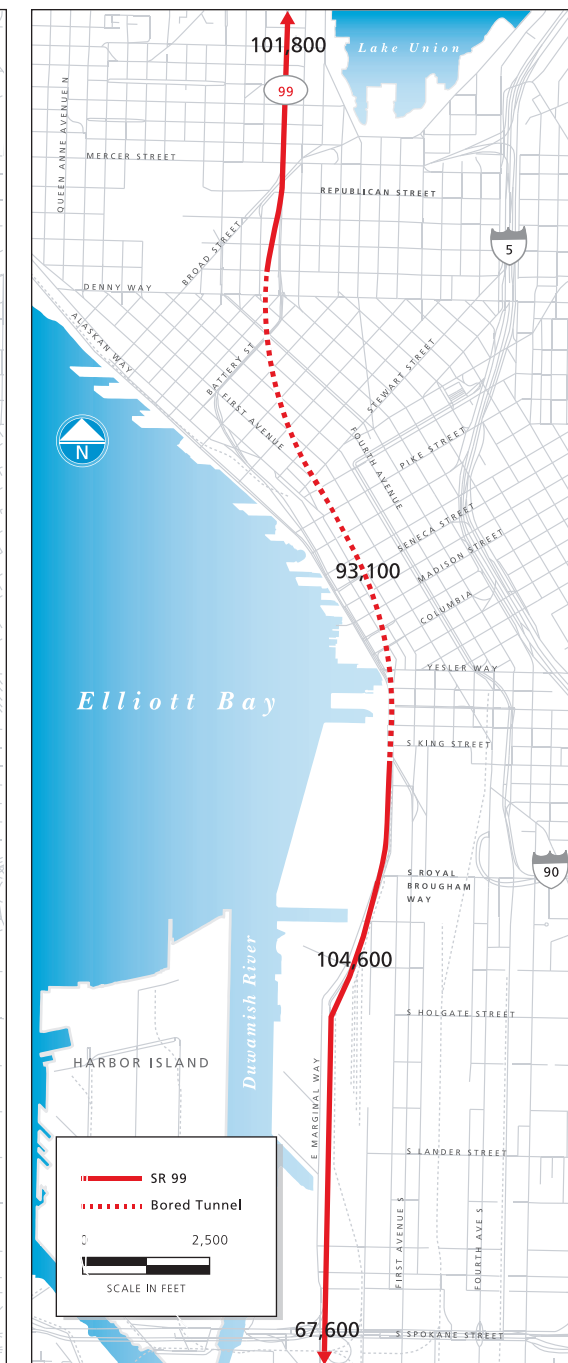 101,800
Lake Union
99
QUEEN ANNE AVENUE N
MERCER STREET
REPUBLICAN STREET
BROAD STREET
5
DENNY WAY
ALASKAN WAY
BATTERY ST
STEWART STREET
FIRST AVENUE
FOURTH AVENUE
PIKE STREET
N
SENECA STREET
93,100
MADISON STREET
COLUMBIA
YESLER WAY
Elliott Bay
S KING STREET
S ROYAL
BROUGHAM
WAY
90
104,600
Duwamish River
S HOLGATE STREET
HARBOR ISLAND
E MARGINAL WAY
S LANDER STREET
SR 99
Bored Tunnel
FIRST AVENUE S
FOURTH AVE S
0 2,500
SCALE IN FEET
67,600
S SPOKANE STREET